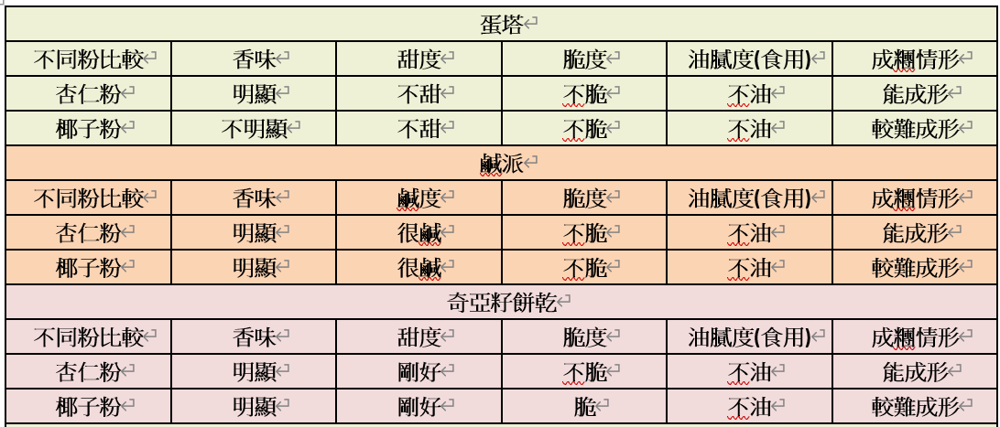 蛋塔
不同粉比較 香味 甜度 脆度 油膩度(食用) 成糰情形
杏仁粉 明顯 不甜 不脆 不油 能成形
椰子粉 不明顯 不甜 不脆 不油 較難成形
鹹派
不同粉比較 香味 鹹度 脆度 油膩度(食用) 成糰情形
杏仁粉 明顯 很鹹 不脆 不油 能成形
椰子粉 明顯 很鹹 不脆 不油 較難成形
奇亞籽餅乾
不同粉比較 香味 甜度 脆度 油膩度(食用) 成糰情形
杏仁粉 明顯 剛好 不脆 不油 能成形
椰子粉 明顯 剛好 脆 不油 較難成形